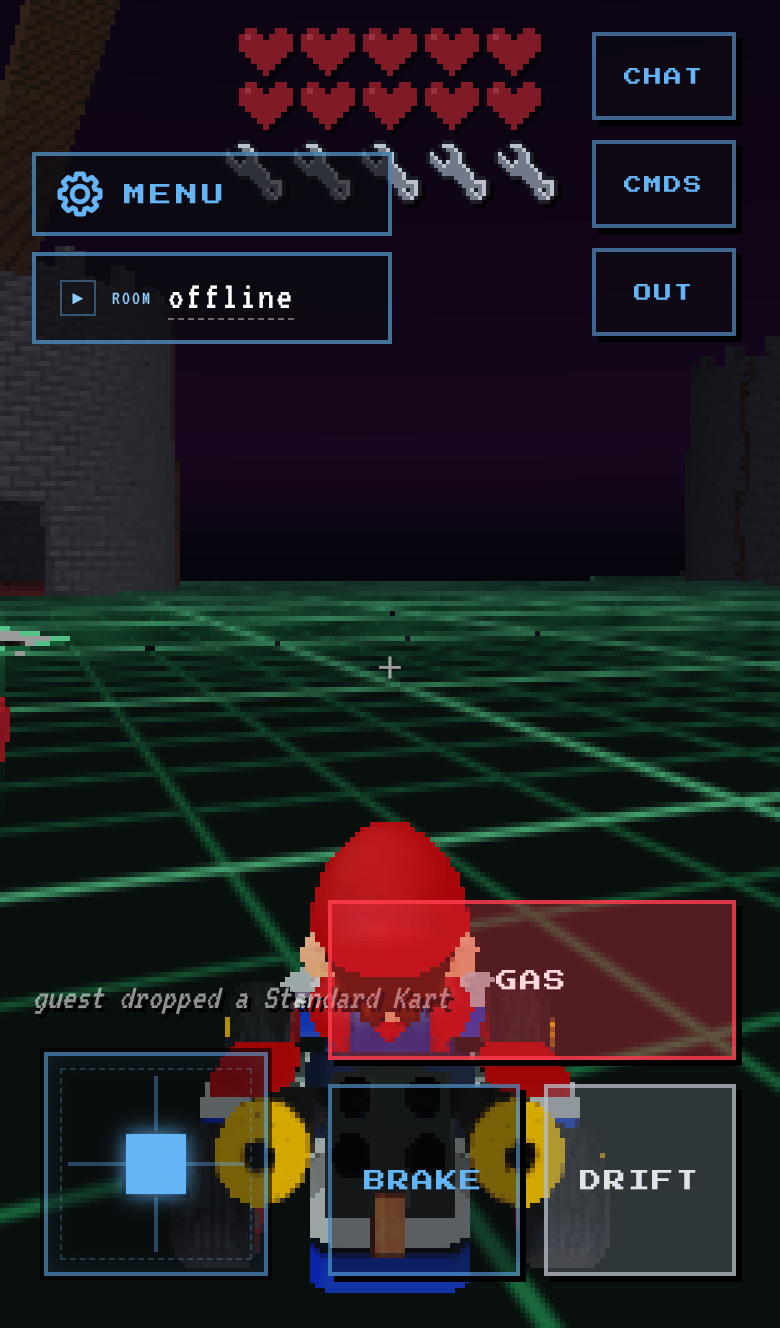 CHAT
MENU
CMDS
ROOM offline
OUT
GAS
guest dropped a Standard Kart
BRAKE
DRIFT